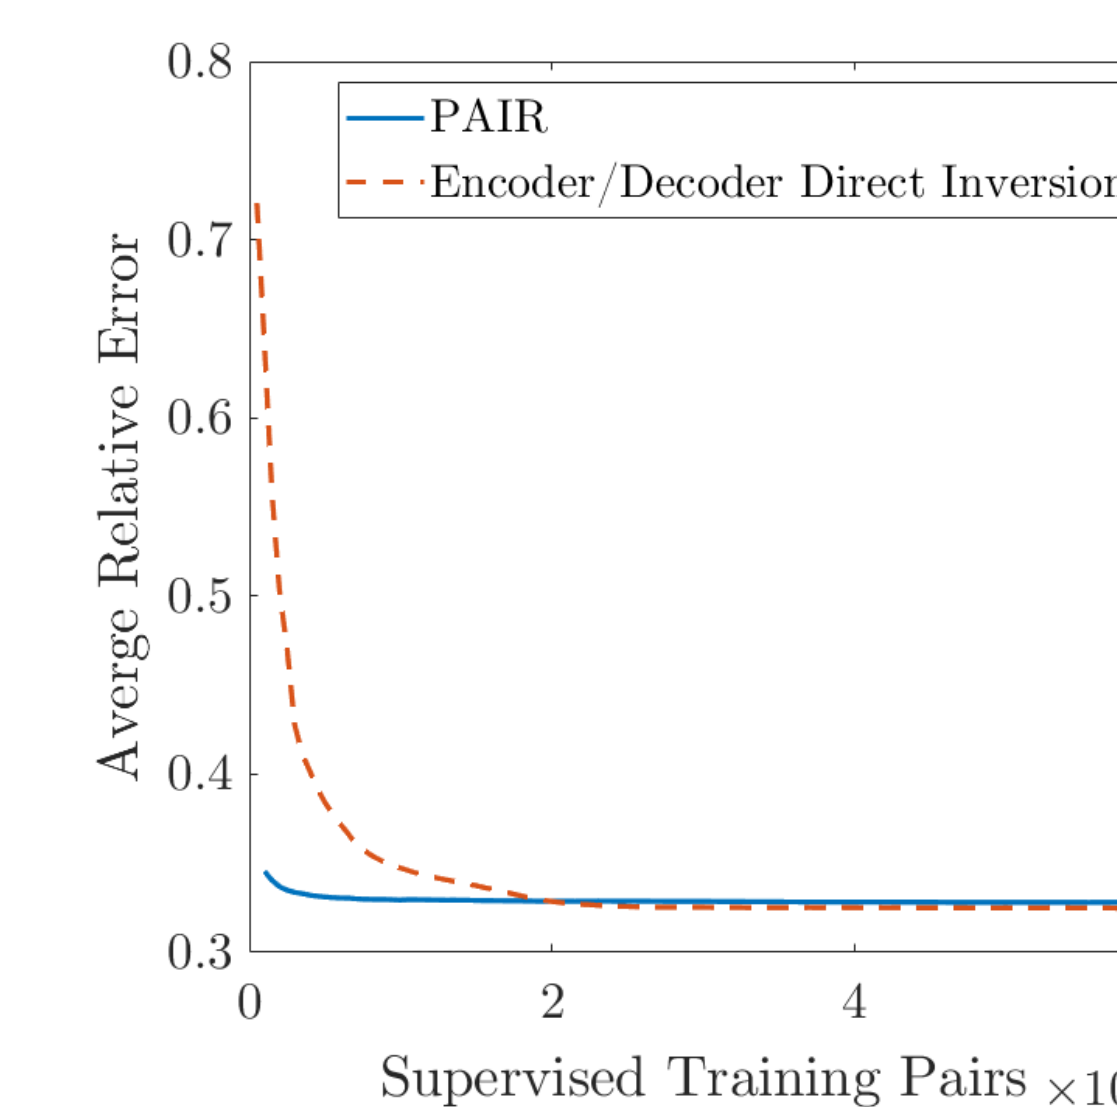 0.8
PAIR
Encoder/Decoder Direct Inversion
0.7
0.6
0.5
0.4
0.3
Averge Relative Error
0 2 4
Supervised Training Pairs ×10